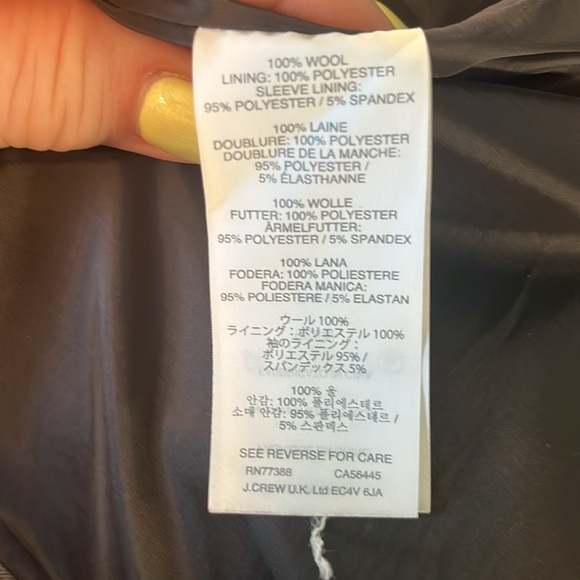 100% WOOL
LINING: 100% POLYESTER
SLEEVE LINING:
95% POLYESTER / 5% SPANDEX
100% LAINE
DOUBLURE: 100% POLYESTER
DOUBLURE DE LA MANCHE:
95% POLYESTER /
5% ÉLASTHANNE
100% WOLLE
FUTTER: 100% POLYESTER
ÄRMELFUTTER:
95% POLYESTER / 5% SPANDEX
100% LANA
FODERA: 100% POLIESTERE
FODERA MANICA:
95% POLIESTERE / 5% ELASTAN
ウール 100%
ライニング：ポリエステル 100%
袖のライニング：
ポリエステル 95% /
スパンデックス 5%
100% 울
안감: 100% 폴리에스테르
소매 안감: 95% 폴리에스테르 /
5% 스판덱스
SEE REVERSE FOR CARE
RN77388 CA56445
J.CREW U.K. Ltd EC4V 6JA